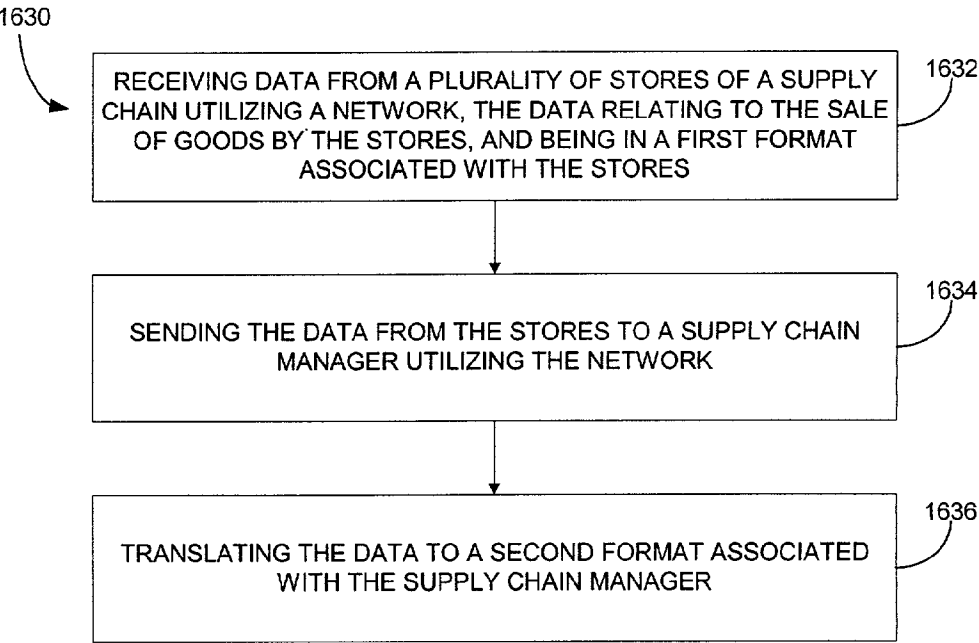 1630
RECEIVING DATA FROM A PLURALITY OF STORES OF A SUPPLY
CHAIN UTILIZING A NETWORK, THE DATA RELATING TO THE SALE
OF GOODS BY THE STORES, AND BEING IN A FIRST FORMAT
ASSOCIATED WITH THE STORES
1632
SENDING THE DATA FROM THE STORES TO A SUPPLY CHAIN
MANAGER UTILIZING THE NETWORK
1634
TRANSLATING THE DATA TO A SECOND FORMAT ASSOCIATED
WITH THE SUPPLY CHAIN MANAGER
1636